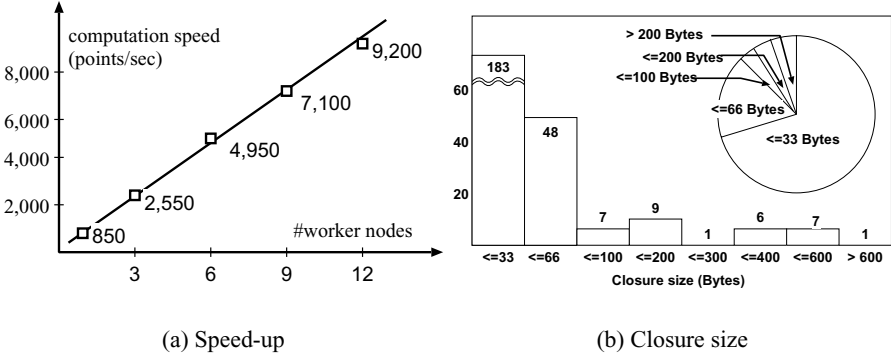 computation speed
(points/sec)
8,000
6,000
4,000
2,000
850
2,550
4,950
7,100
9,200
#worker nodes
3 6 9 12
(a) Speed-up
60
40
20
183
48
7
9
1
6
7
1
<=33 <=66 <=100 <=200 <=300 <=400 <=600 > 600
Closure size (Bytes)
> 200 Bytes
<=200 Bytes
<=100 Bytes
<=66 Bytes
<=33 Bytes
(b) Closure size